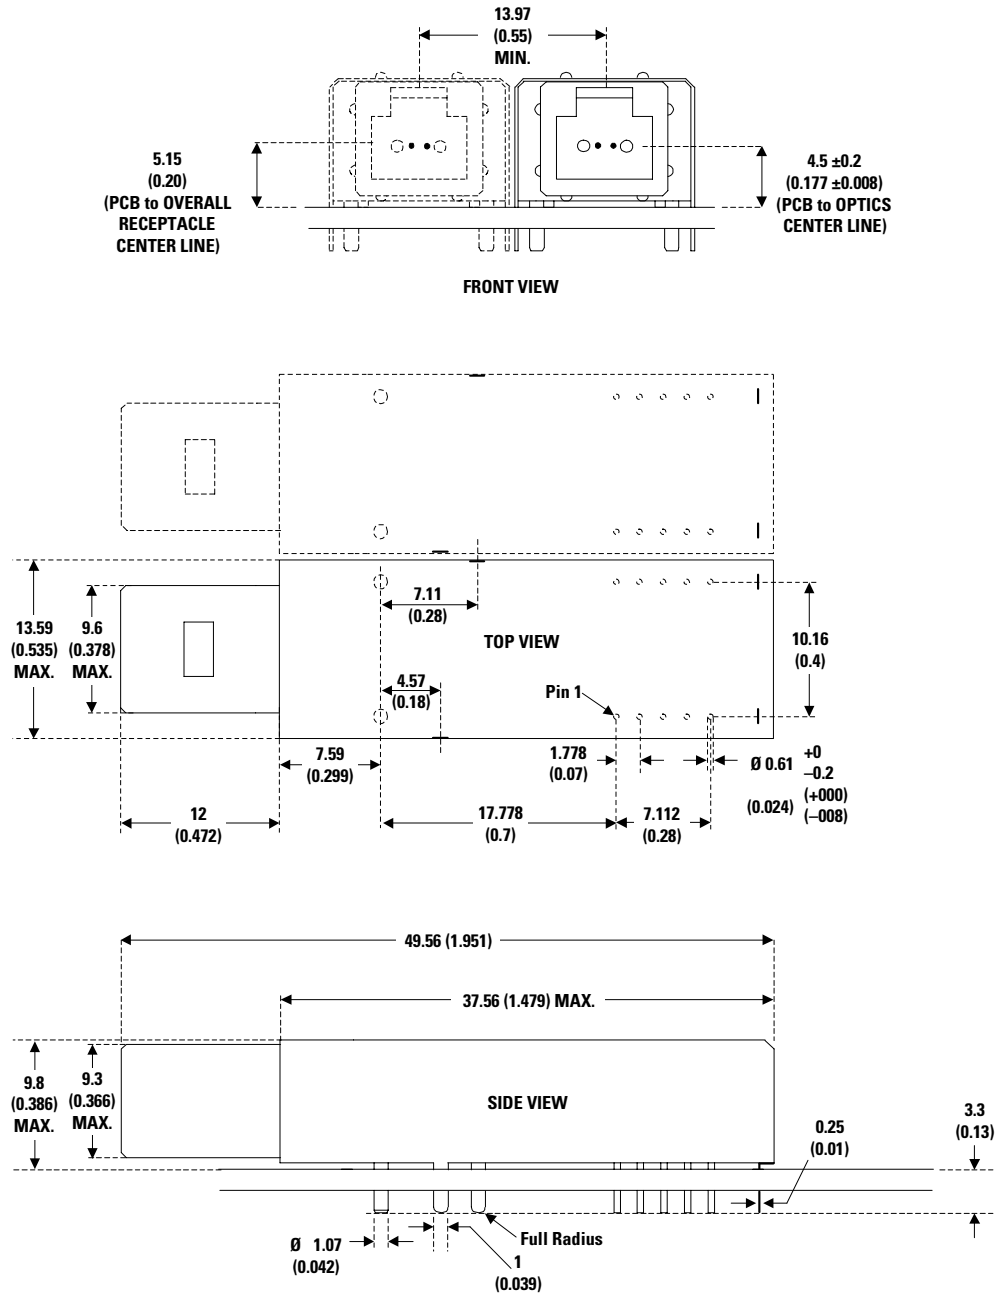 13.97
(0.55)
MIN.
5.15
(0.20)
(PCB to OVERALL
RECEPTACLE
CENTER LINE)
4.5 ±0.2
(0.177 ±0.008)
(PCB to OPTICS
CENTER LINE)
FRONT VIEW
13.59
(0.535)
MAX.
9.6
(0.378)
MAX.
7.11
(0.28)
TOP VIEW
10.16
(0.4)
4.57
(0.18)
Pin 1
7.59
(0.299)
1.778
(0.07)
Ø 0.61 +0
–0.2
(0.024) (+000)
(–008)
12
(0.472)
17.778
(0.7)
7.112
(0.28)
49.56 (1.951)
37.56 (1.479) MAX.
9.8
(0.386)
MAX.
9.3
(0.366)
MAX.
SIDE VIEW
0.25
(0.01)
3.3
(0.13)
Ø 1.07
(0.042)
Full Radius
1
(0.039)